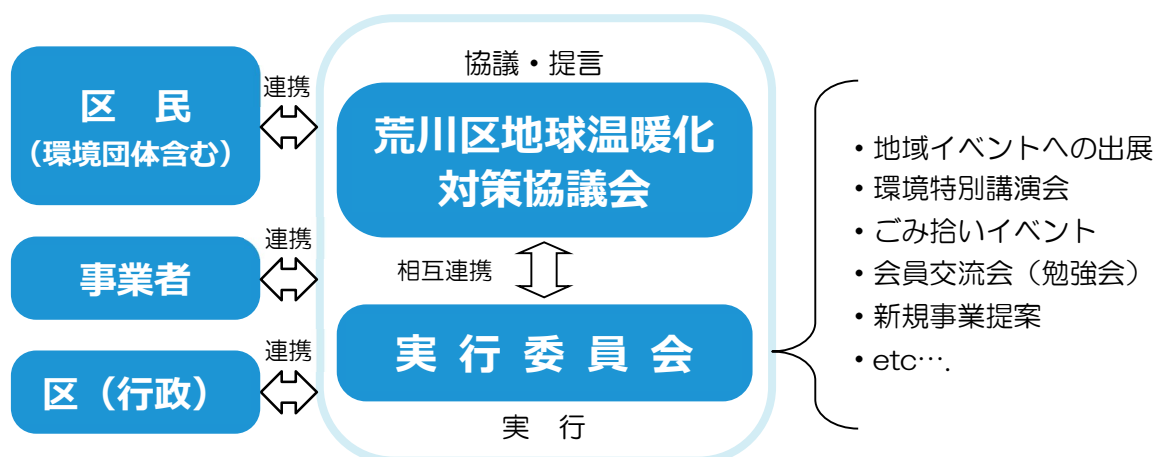 区　民
（環境団体含む）
連携
事業者
連携
区（行政）
連携
協議・提言
荒川区地球温暖化
対策協議会
相互連携
実 行 委 員 会
実　行
・地域イベントへの出展
・環境特別講演会
・ごみ拾いイベント
・会員交流会（勉強会）
・新規事業提案
・etc….